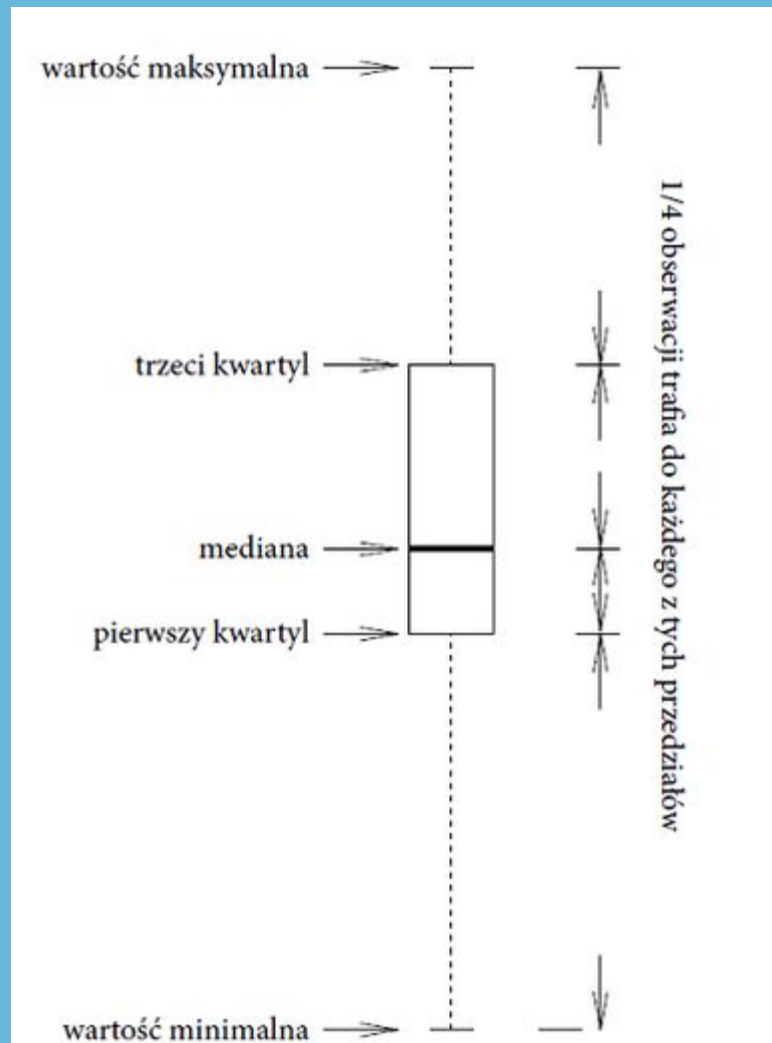 wartość maksymalna
trzeci kwartyl
mediana
pierwszy kwartyl
wartość minimalna
1/4 obserwacji trafia do każdego z tych przedziałów